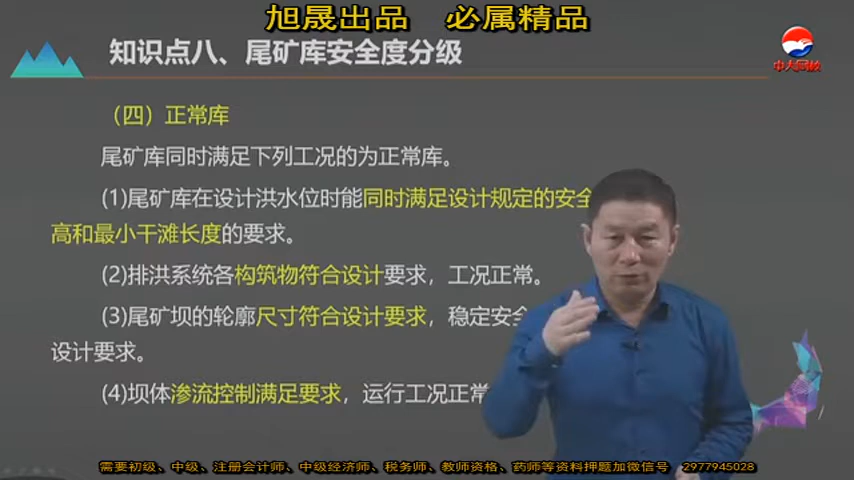 旭晟出品 必属精品
知识点八、尾矿库安全度分级
中大网校
（四）正常库
尾矿库同时满足下列工况的为正常库。
(1)尾矿库在设计洪水位时能同时满足设计规定的安全
高和最小干滩长度的要求。
(2)排洪系统各构筑物符合设计要求，工况正常。
(3)尾矿坝的轮廓尺寸符合设计要求，稳定安全
设计要求。
(4)坝体渗流控制满足要求，运行工况正常
需要初级、中级、注册会计师、中级经济师、税务师、教师资格、药师等资料押题加微信号 2977945028